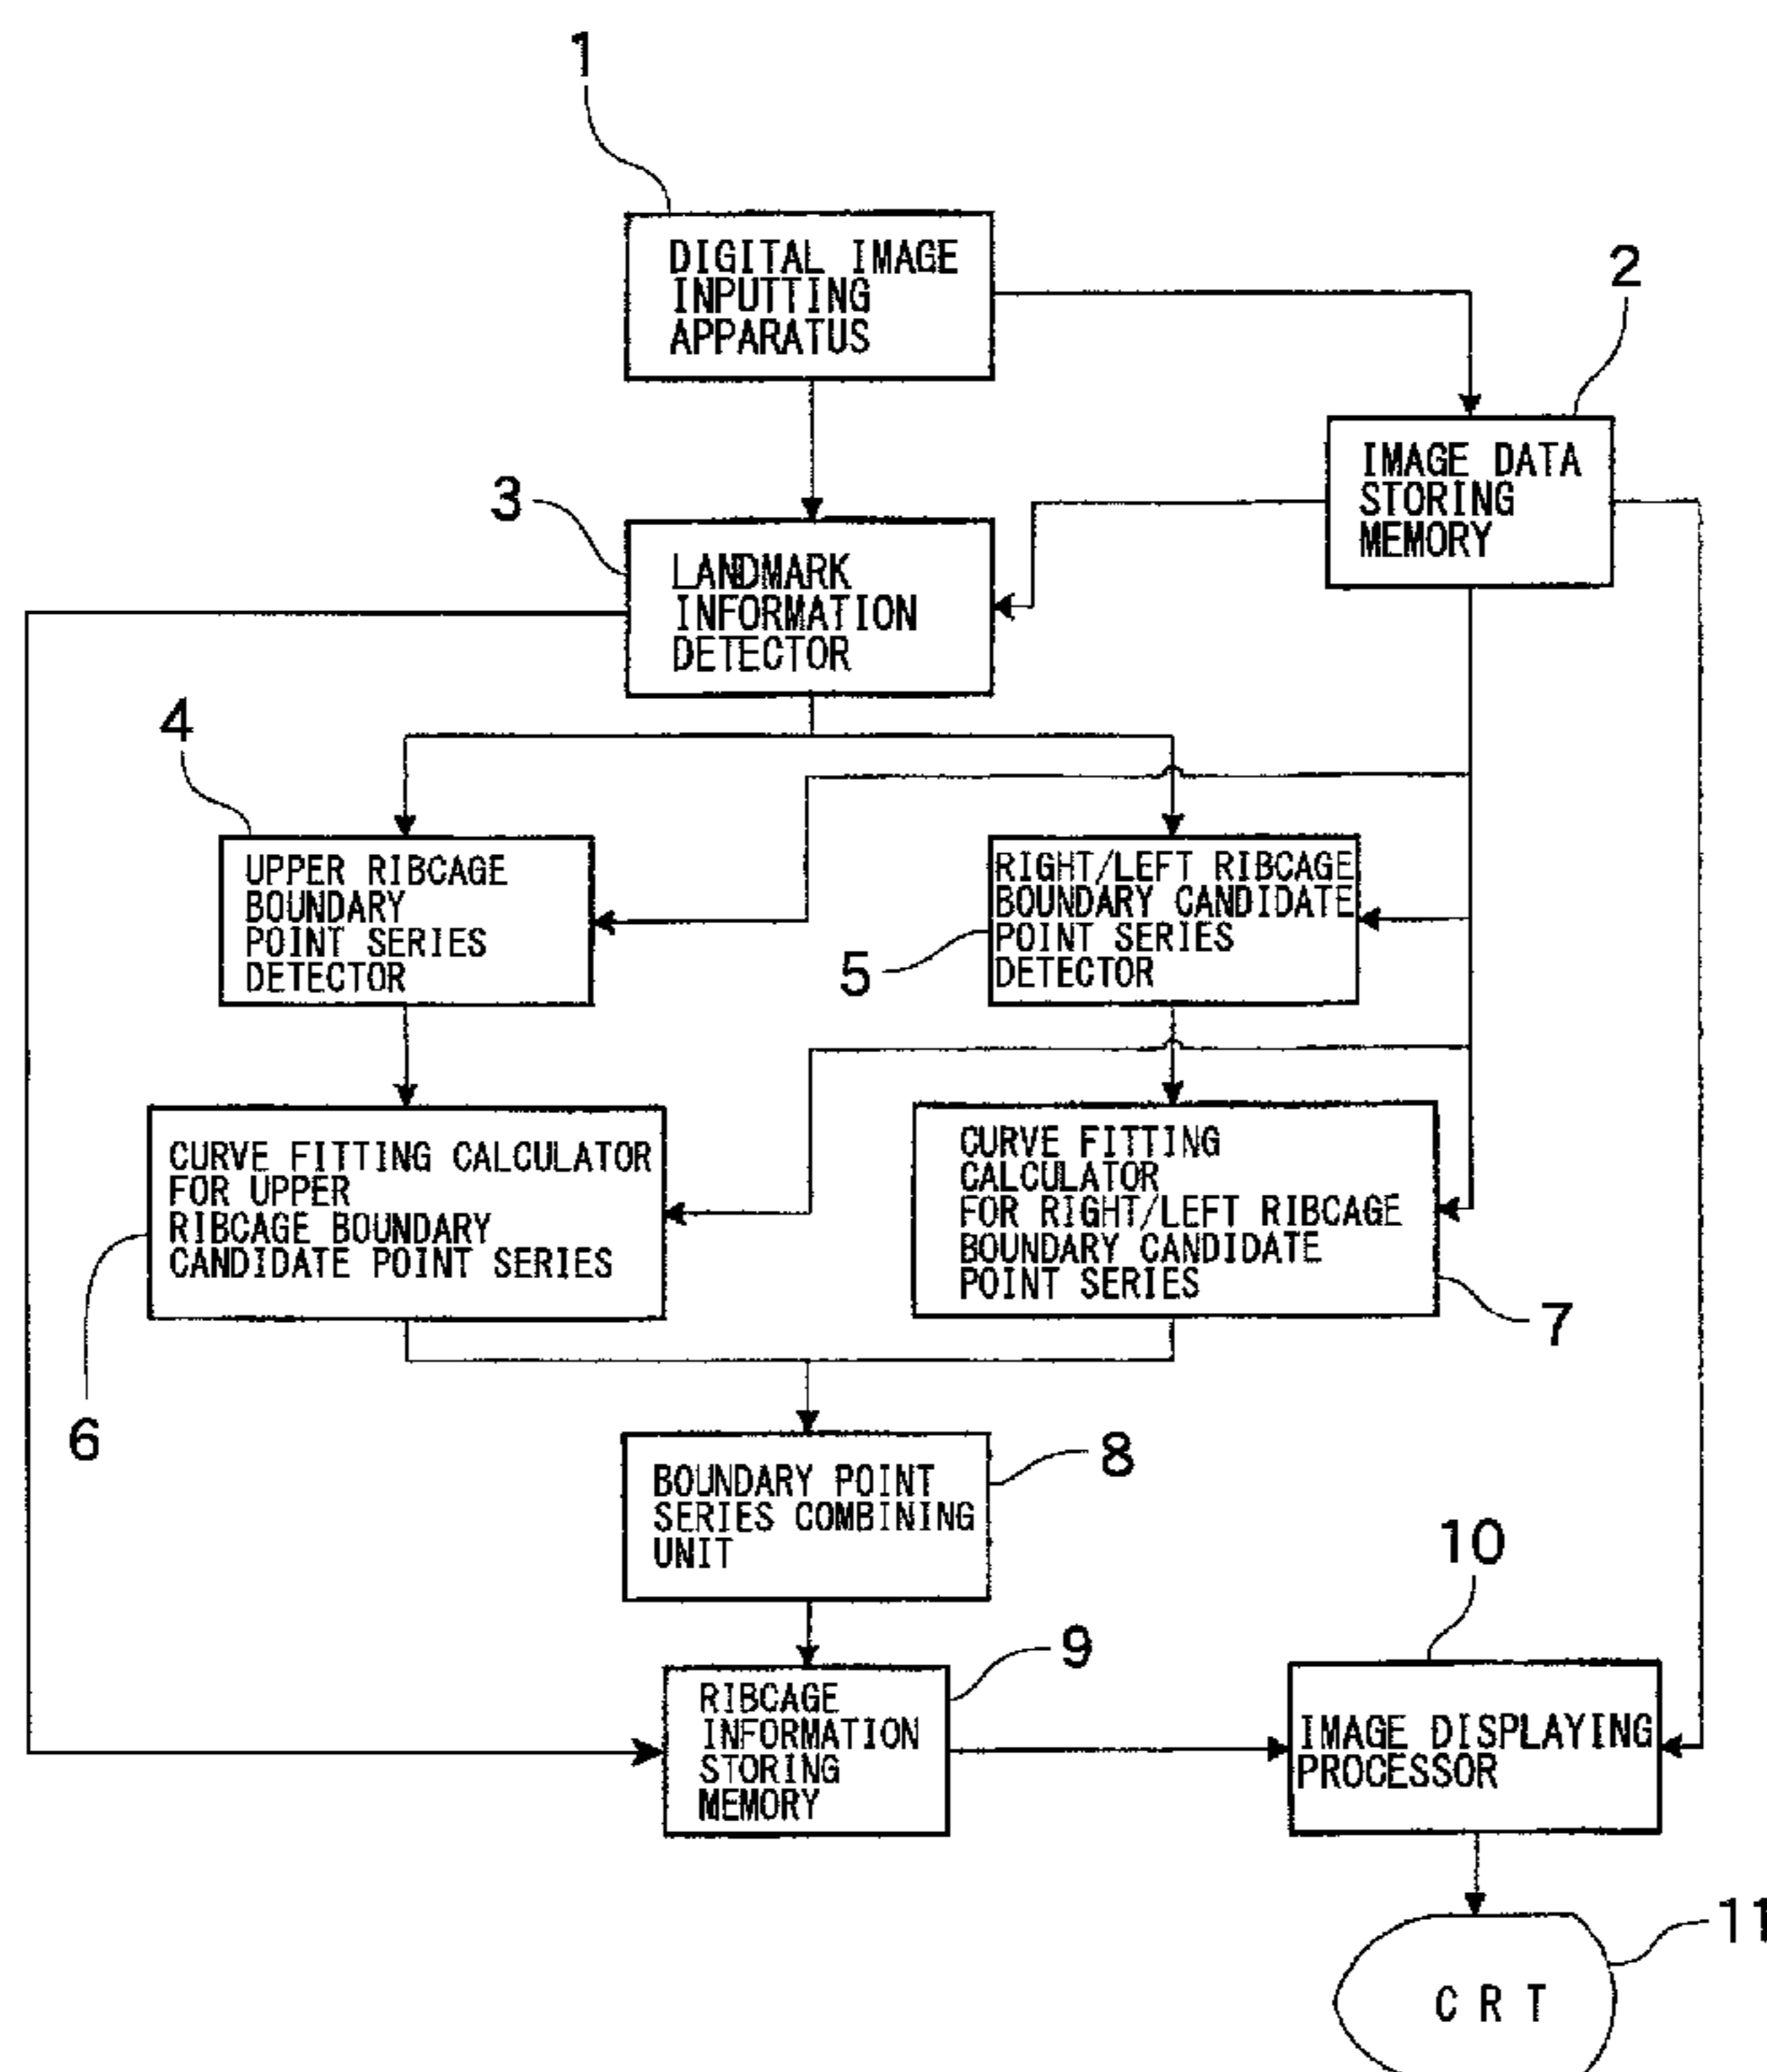 1
DIGITAL IMAGE
INPUTTING
APPARATUS
2
IMAGE DATA
STORING
MEMORY
3
LANDMARK
INFORMATION
DETECTOR
4
UPPER RIBCAGE
BOUNDARY
POINT SERIES
DETECTOR
RIGHT/LEFT RIBCAGE
BOUNDARY CANDIDATE
POINT SERIES
DETECTOR
5
CURVE FITTING CALCULATOR
FOR UPPER
RIBCAGE BOUNDARY
CANDIDATE POINT SERIES
6
CURVE FITTING
CALCULATOR
FOR RIGHT/LEFT RIBCAGE
BOUNDARY CANDIDATE
POINT SERIES
7
8
BOUNDARY POINT
SERIES COMBINING
UNIT
9
RIBCAGE
INFORMATION
STORING
MEMORY
10
IMAGE DISPLAYING
PROCESSOR
11
C R T